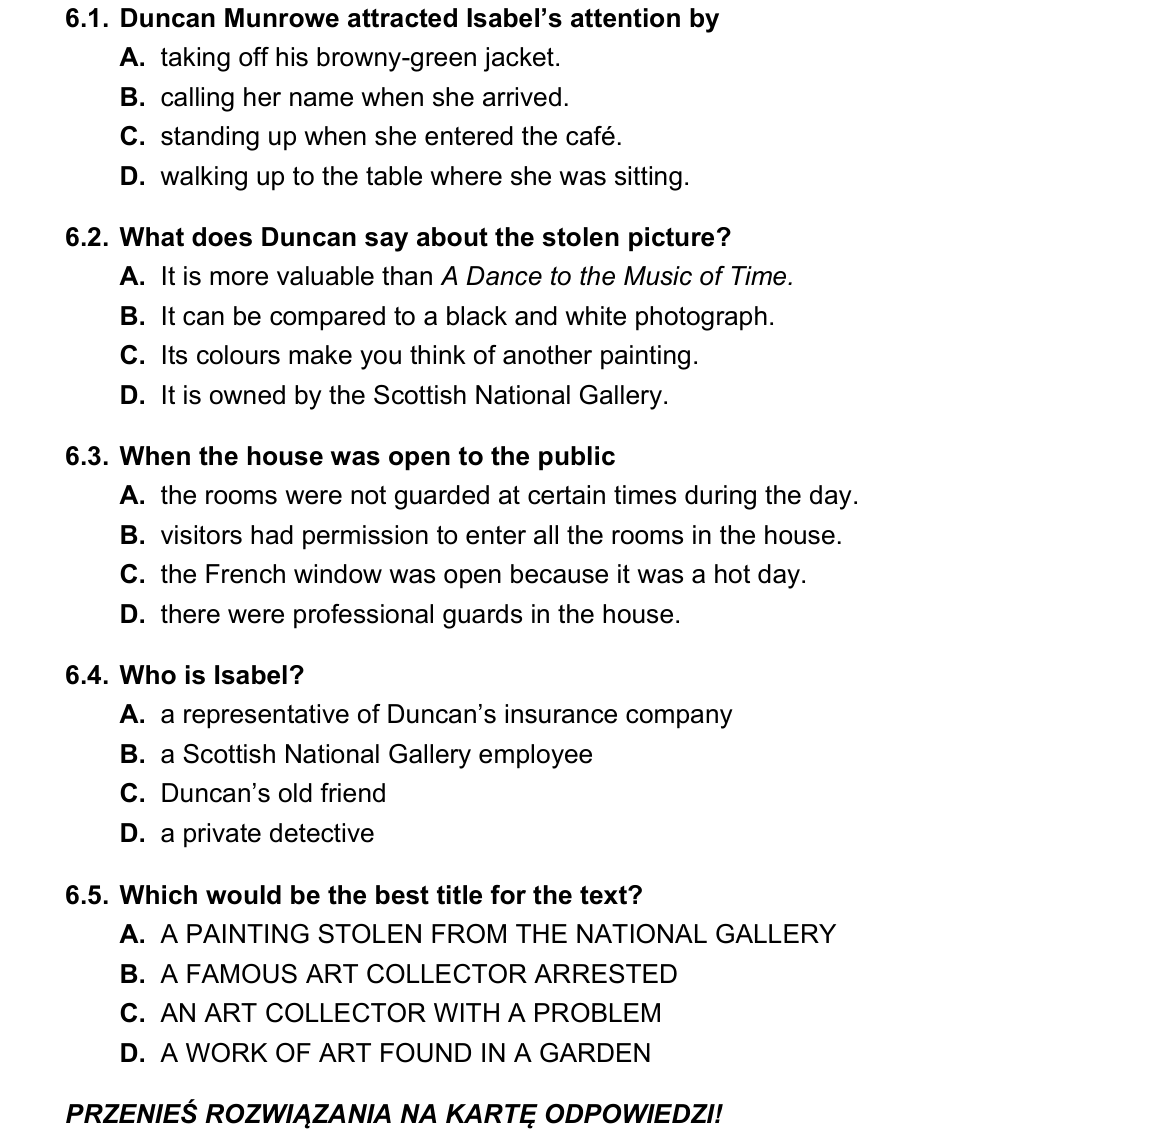 6.1. Duncan Munrowe attracted Isabel’s attention by
A. taking off his browny-green jacket.
B. calling her name when she arrived.
C. standing up when she entered the café.
D. walking up to the table where she was sitting.
6.2. What does Duncan say about the stolen picture?
A. It is more valuable than A Dance to the Music of Time.
B. It can be compared to a black and white photograph.
C. Its colours make you think of another painting.
D. It is owned by the Scottish National Gallery.
6.3. When the house was open to the public
A. the rooms were not guarded at certain times during the day.
B. visitors had permission to enter all the rooms in the house.
C. the French window was open because it was a hot day.
D. there were professional guards in the house.
6.4. Who is Isabel?
A. a representative of Duncan’s insurance company
B. a Scottish National Gallery employee
C. Duncan’s old friend
D. a private detective
6.5. Which would be the best title for the text?
A. A PAINTING STOLEN FROM THE NATIONAL GALLERY
B. A FAMOUS ART COLLECTOR ARRESTED
C. AN ART COLLECTOR WITH A PROBLEM
D. A WORK OF ART FOUND IN A GARDEN
PRZENIEŚ ROZWIĄZANIA NA KARTĘ ODPOWIEDZI!